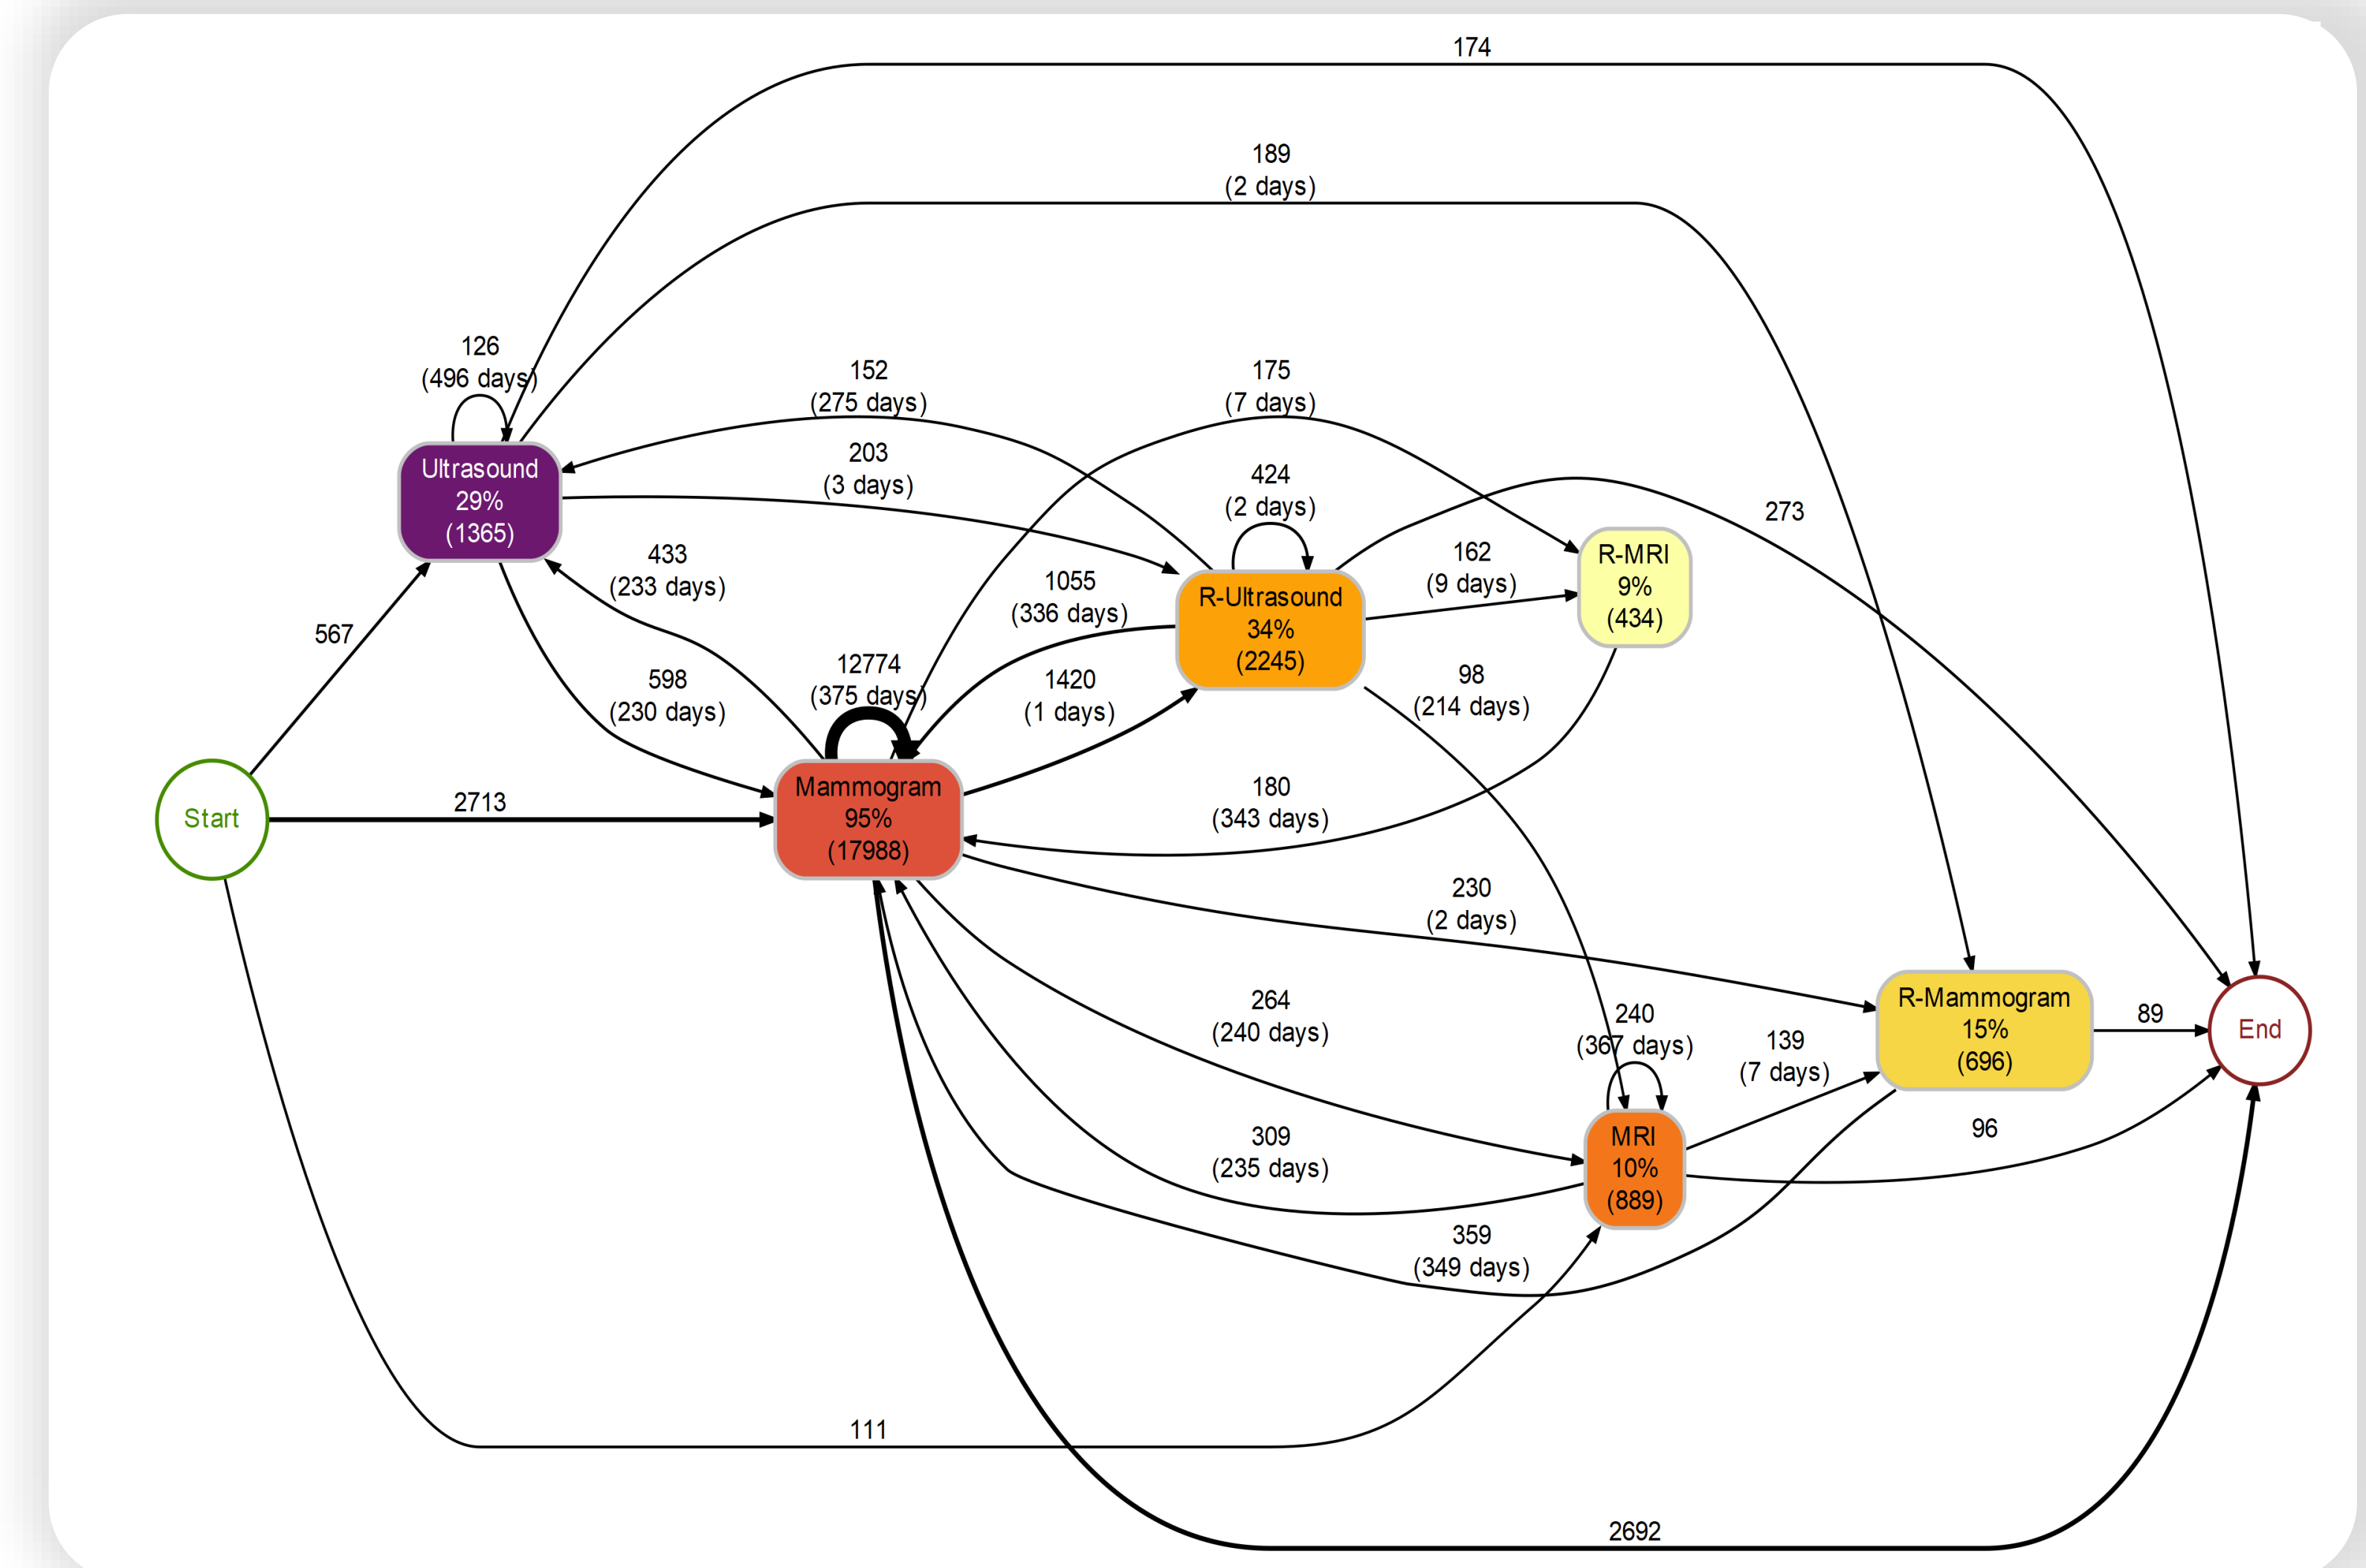 174
189
(2 days)
126
(496 days)
152
(275 days)
175
(7 days)
203
(3 days)
424
(2 days)
273
Ultrasound
29%
(1365)
433
(233 days)
1055
(336 days)
R-Ultrasound
34%
(2245)
162
(9 days)
R-MRI
9%
(434)
567
598
(230 days)
12774
(375 days)
1420
(1 days)
98
(214 days)
Start
2713
Mammogram
95%
(17988)
180
(343 days)
230
(2 days)
264
(240 days)
240
(367 days)
139
(7 days)
R-Mammogram
15%
(696)
89
End
309
(235 days)
MRI
10%
(889)
96
359
(349 days)
111
2692